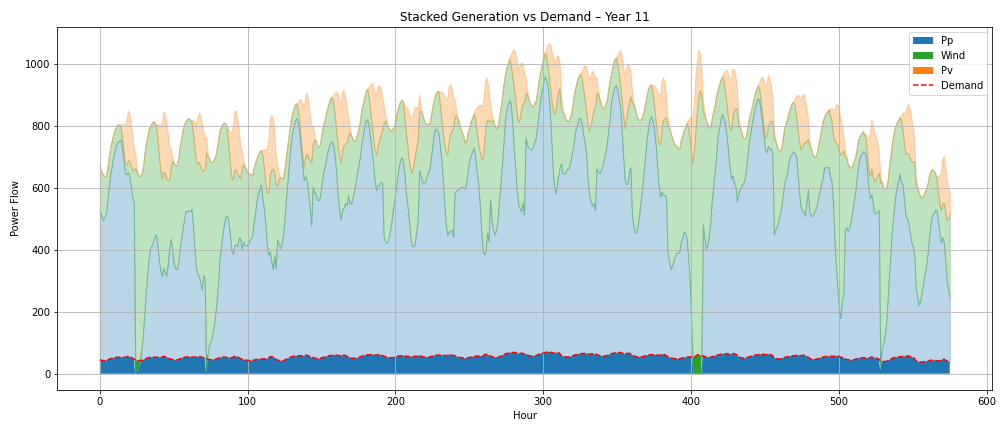 Stacked Generation vs Demand – Year 11
Power Flow
1000
800
600
400
200
0
0
100
200
300
400
500
600
Hour
Pp
Wind
Pv
Demand